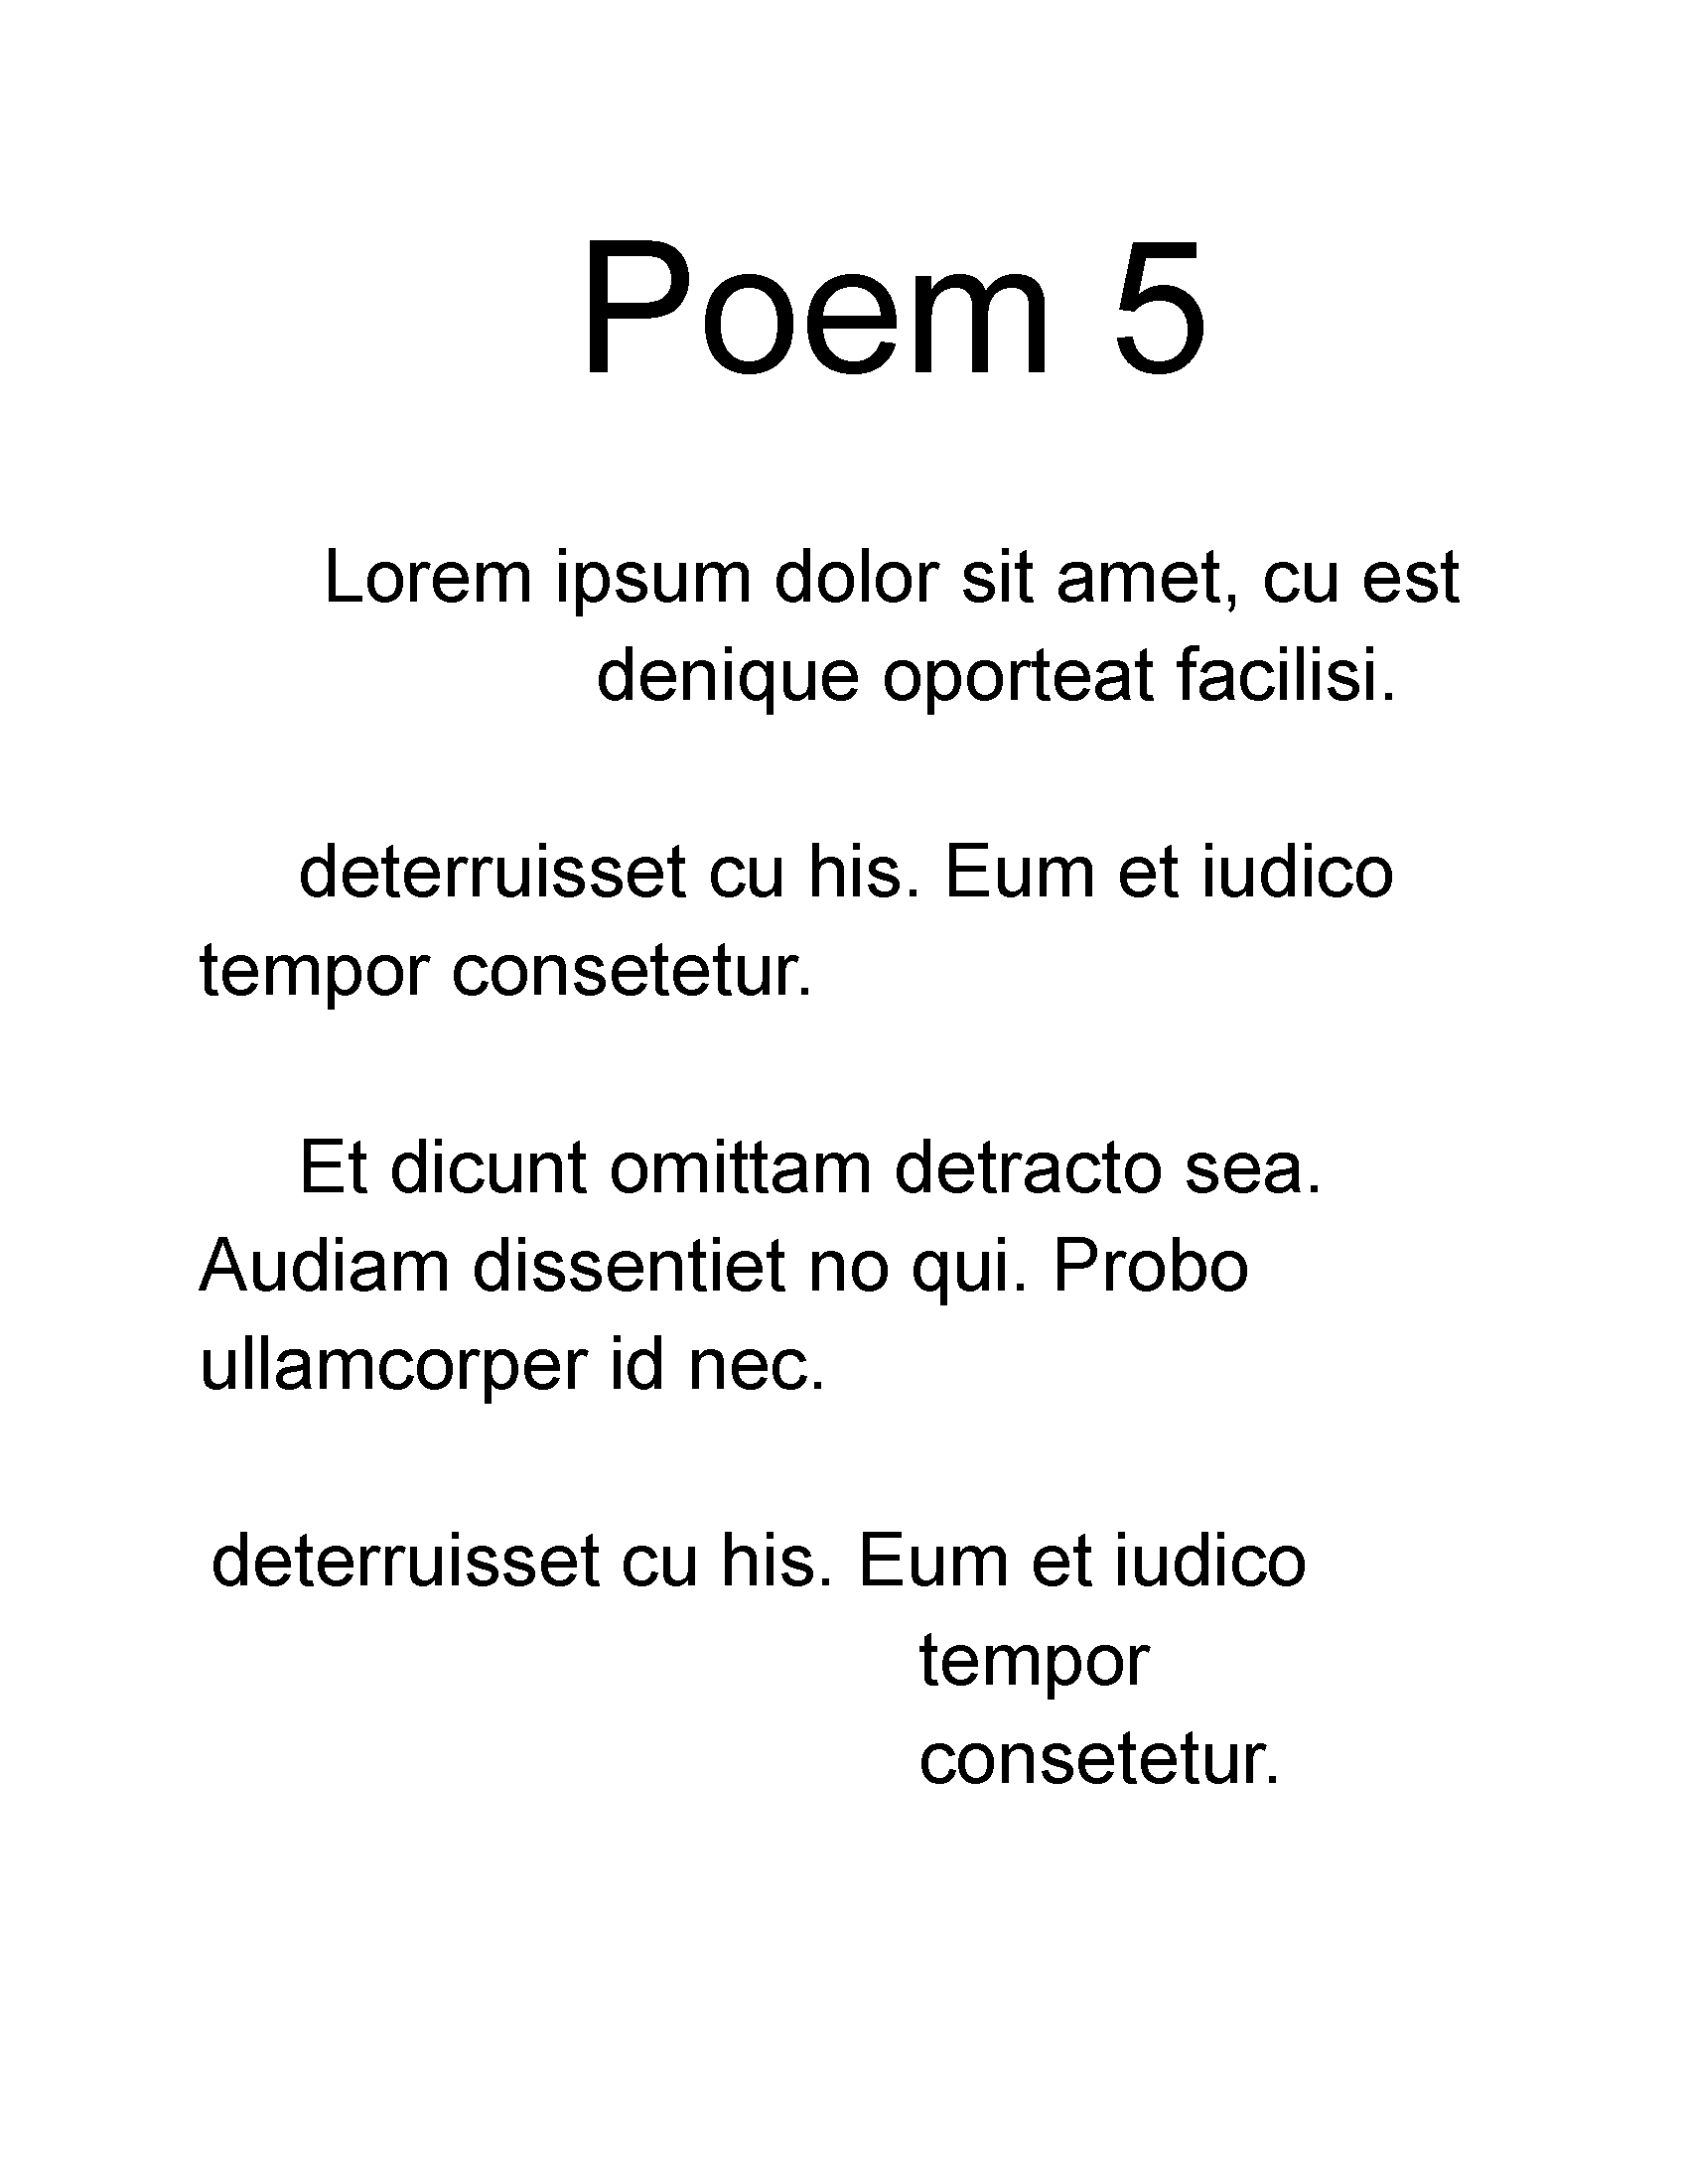 Poem 5
Lorem ipsum dolor sit amet, cu est
denique oporteat facilisi.
deterruisset cu his. Eum et iudico
tempor consetetur.
Et dicunt omittam detracto sea.
Audiam dissentiet no qui. Probo
ullamcorper id nec.
deterruisset cu his. Eum et iudico
tempor
consetetur.